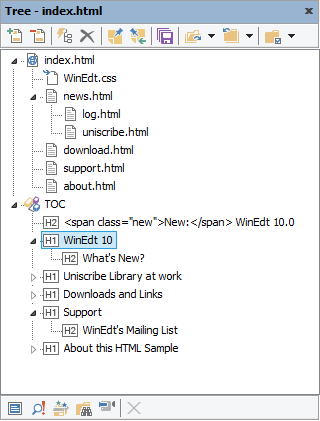 Tree - index.html
index.html
WinEdt.css
news.html
log.html
uniscribe.html
download.html
support.html
about.html
TOC
H2 <span class="new">New:</span> WinEdt 10.0
H1 WinEdt 10
H2 What's New?
H1 Uniscribe Library at work
H1 Downloads and Links
H1 Support
H2 WinEdt's Mailing List
H1 About this HTML Sample